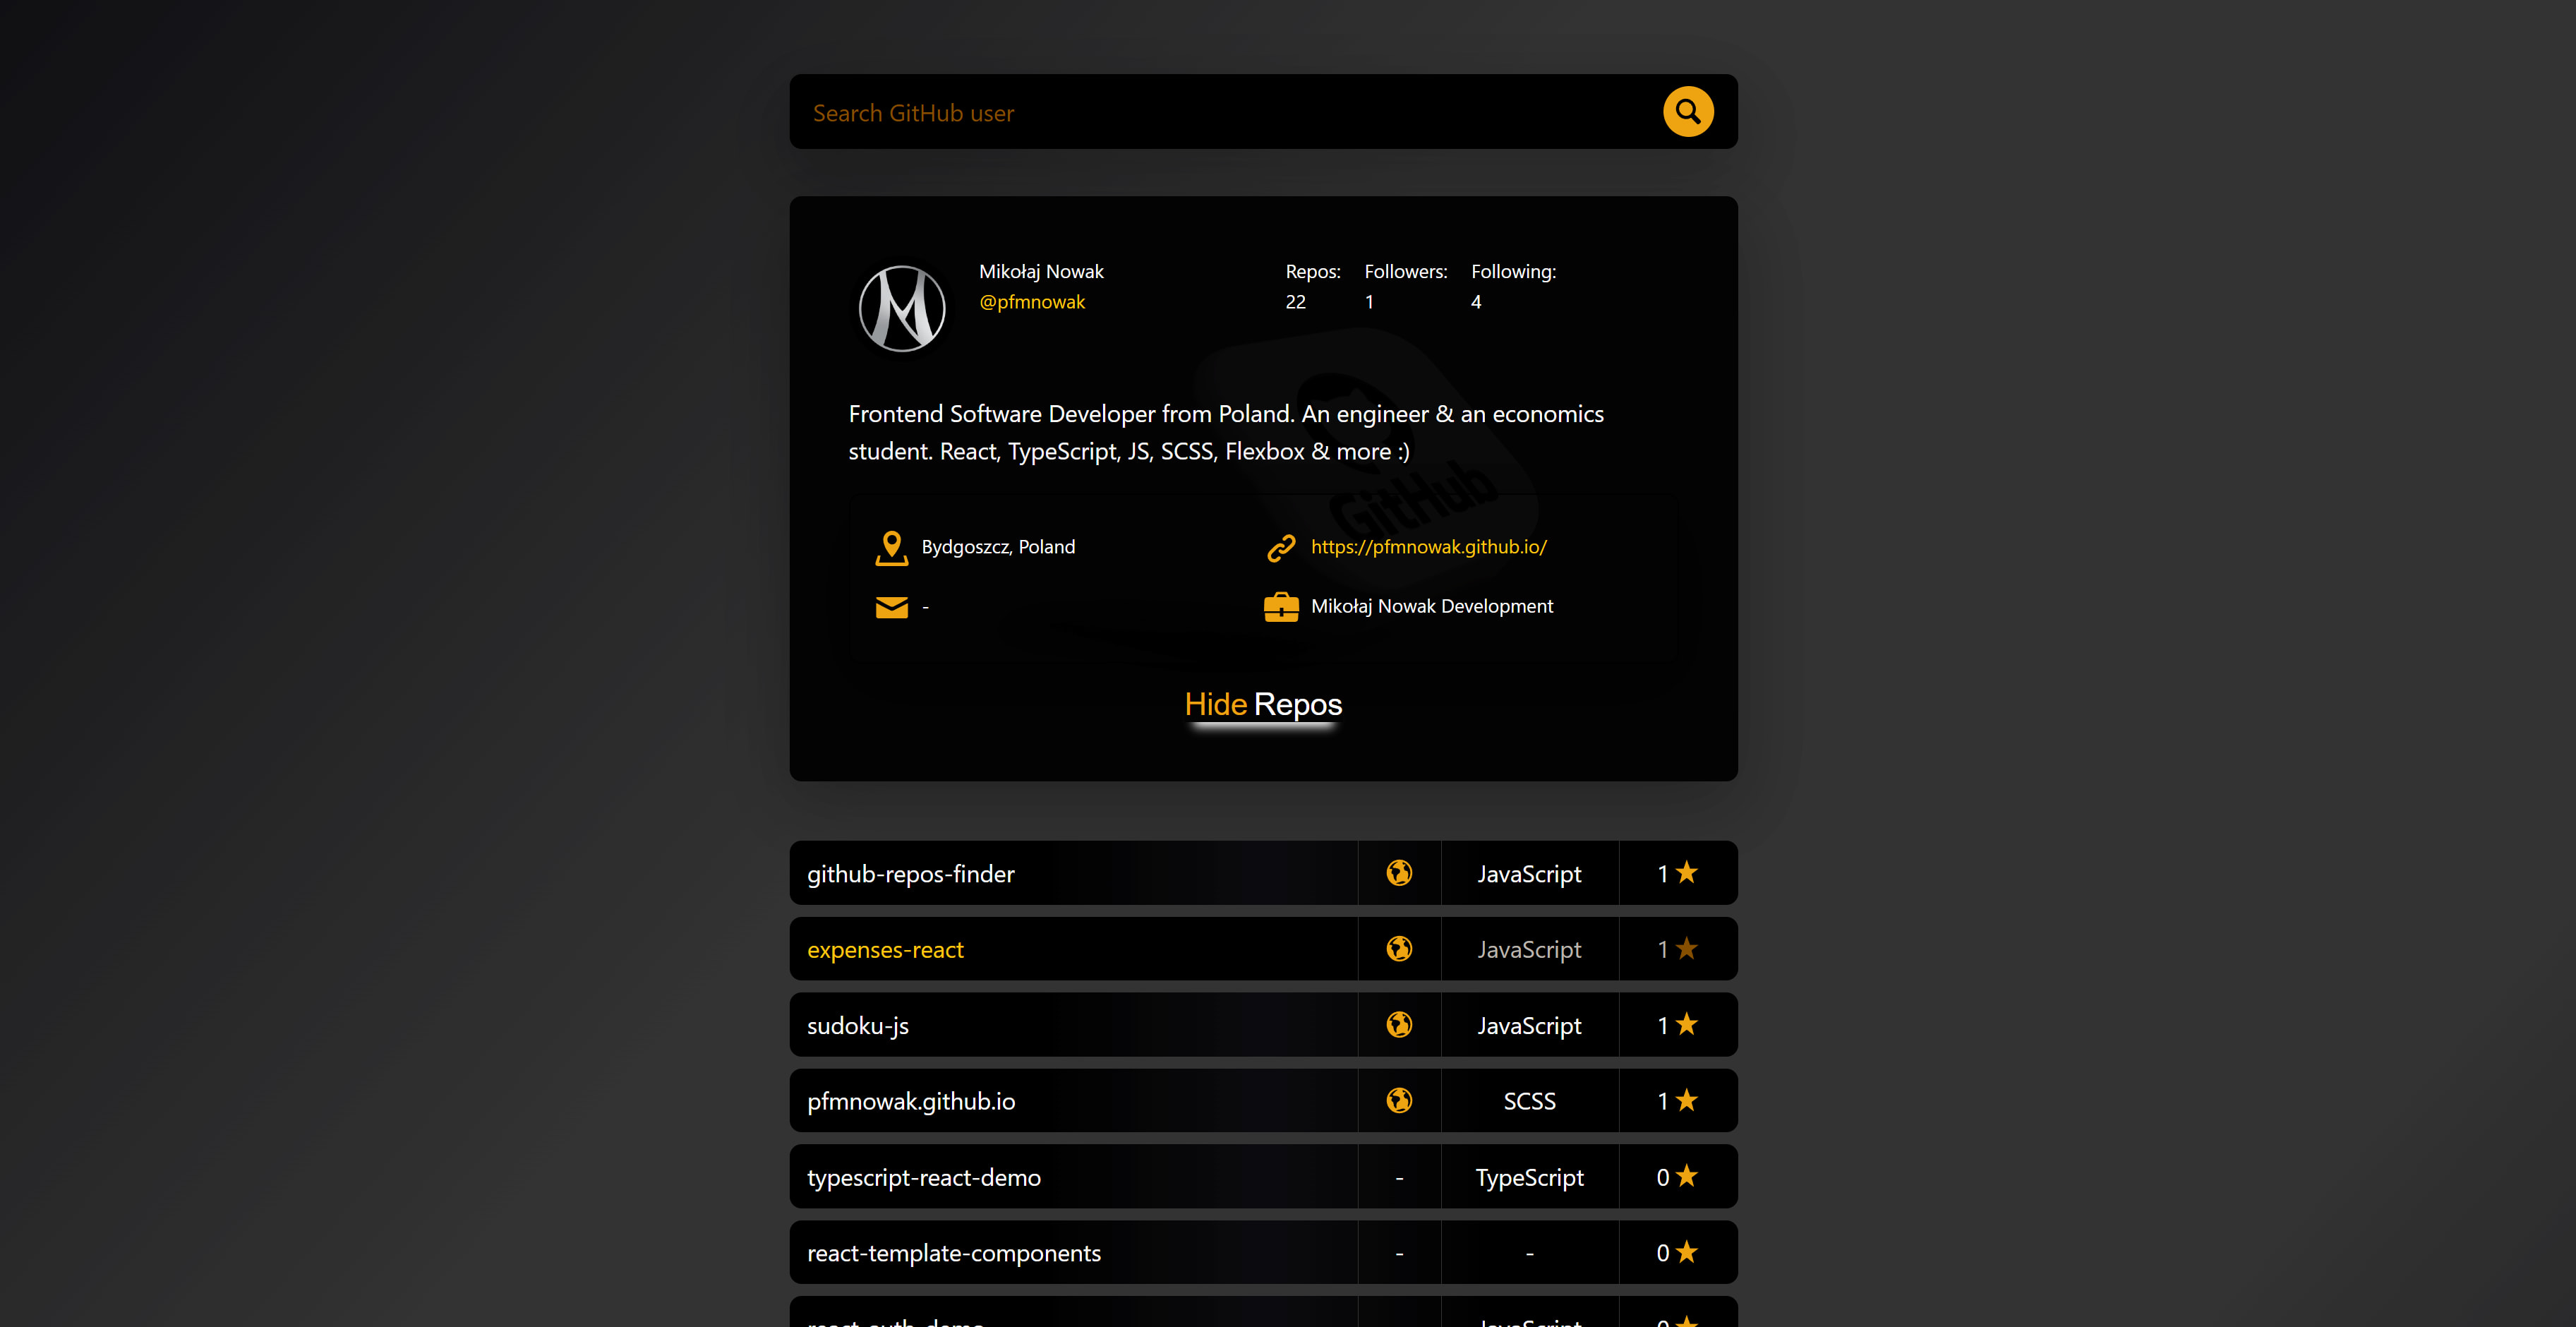 Search GitHub user
Mikołaj Nowak
@pfmnowak
Repos: Followers: Following:
22 1 4
Frontend Software Developer from Poland. An engineer & an economics
student. React, TypeScript, JS, SCSS, Flexbox & more :)
GitHub
Bydgoszcz, Poland
https://pfmnowak.github.io/
-
Mikołaj Nowak Development
Hide Repos
github-repos-finder JavaScript 1
expenses-react JavaScript 1
sudoku-js JavaScript 1
pfmnowak.github.io SCSS 1
typescript-react-demo - TypeScript 0
react-template-components - - 0